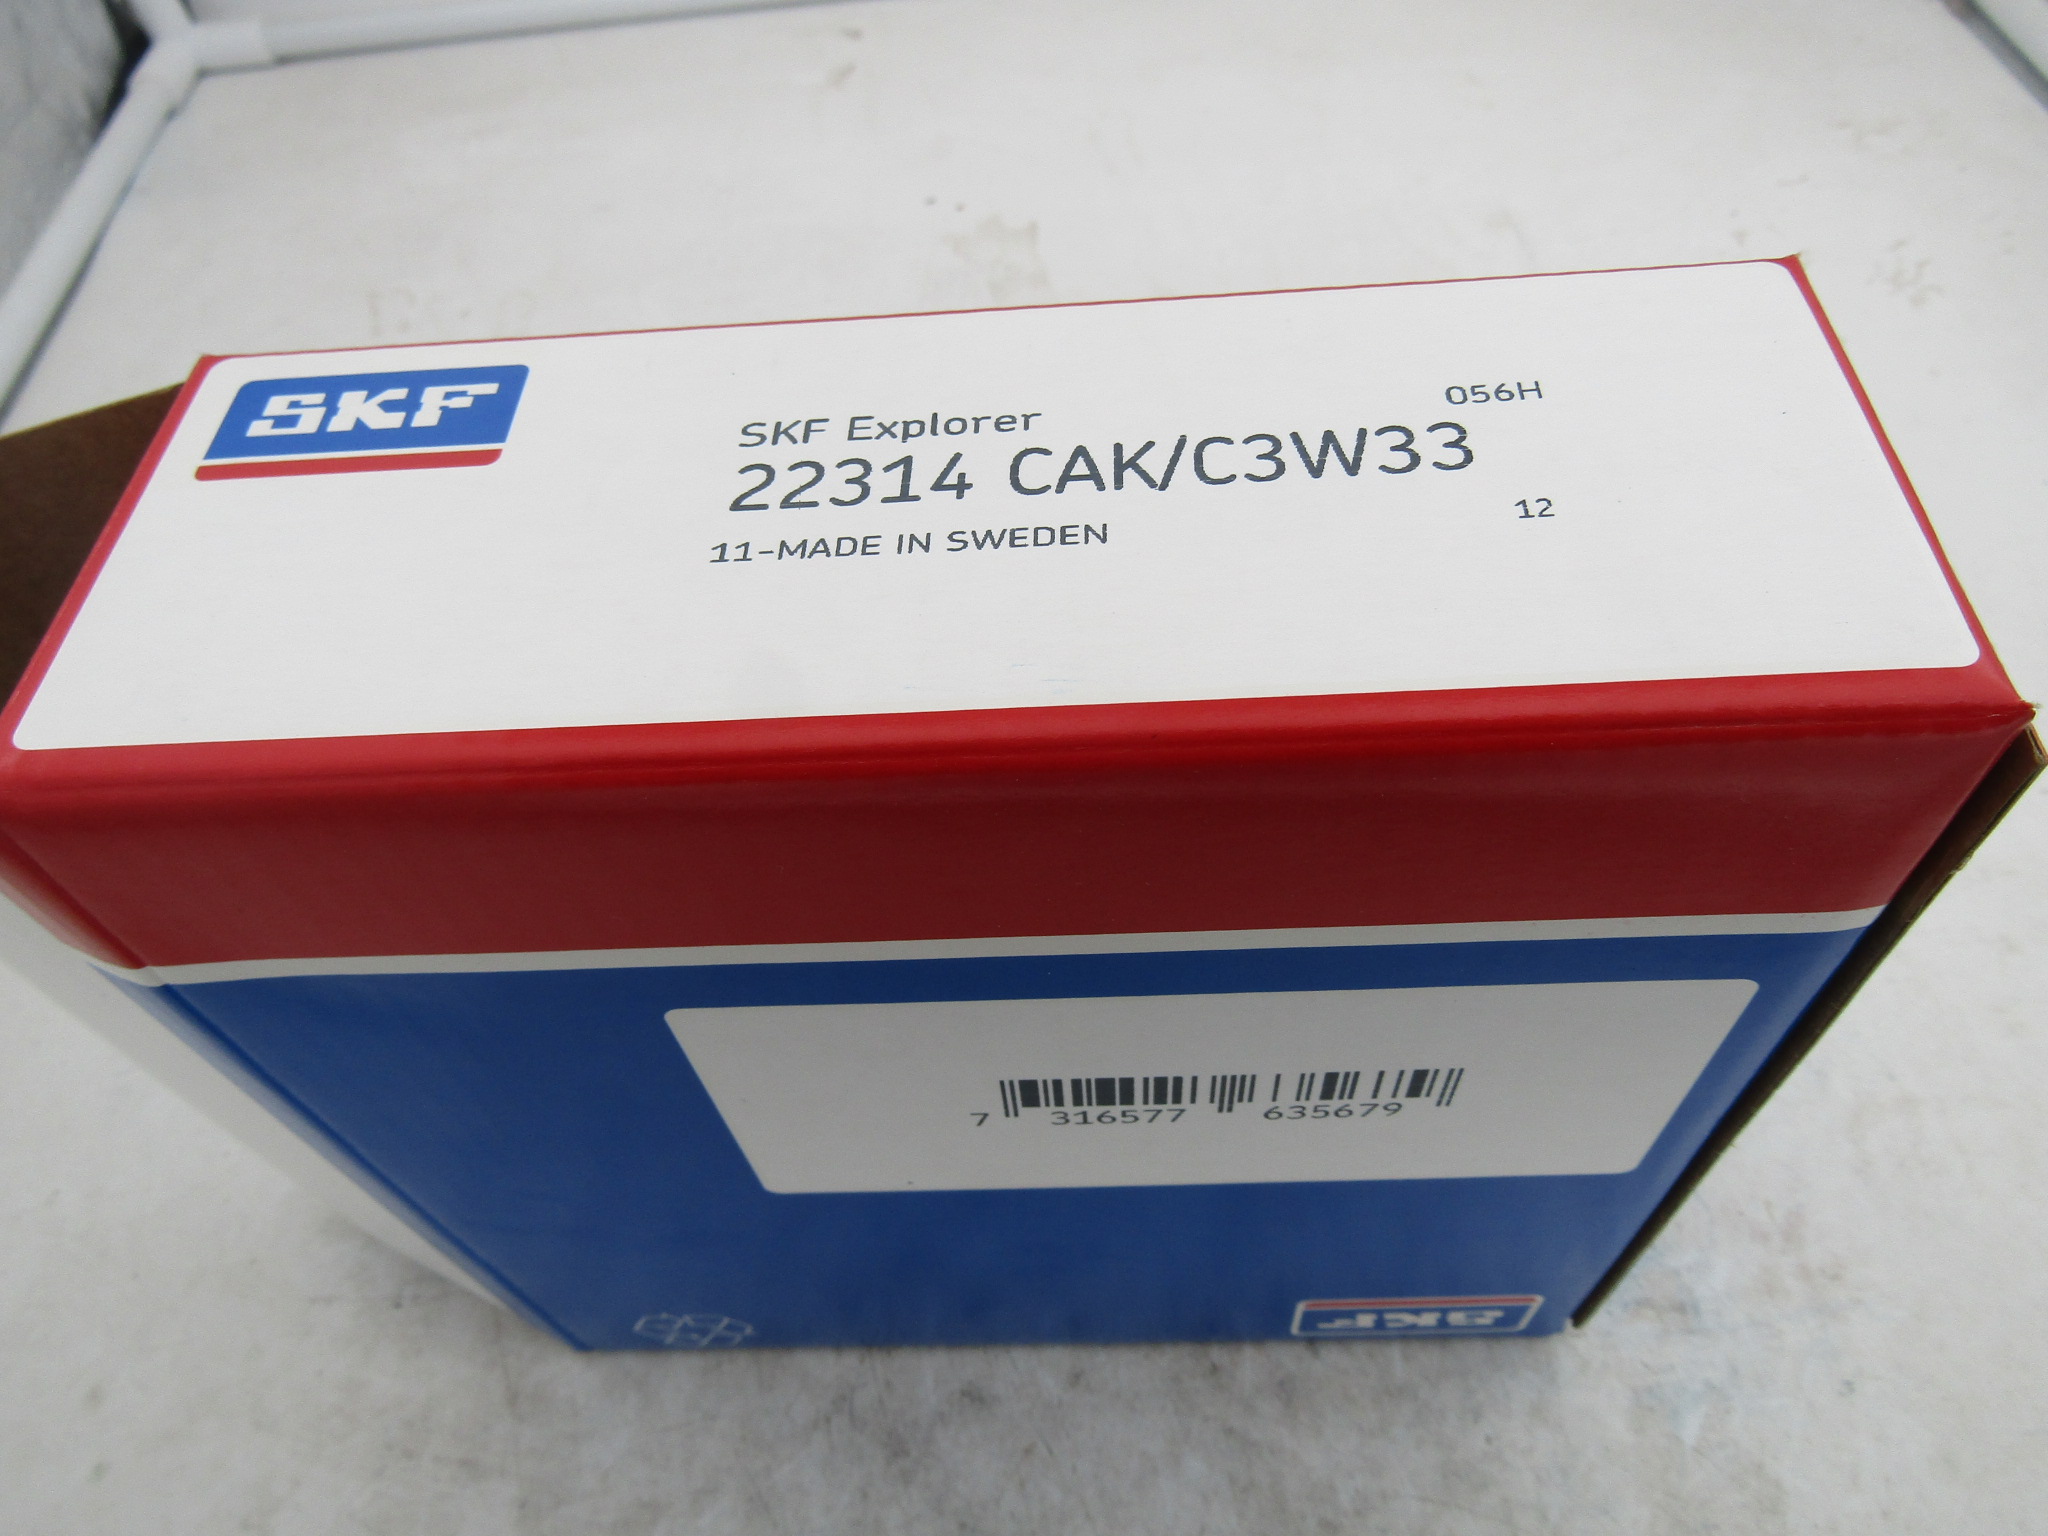 SKF
SKF Explorer
056H
22314 CAK/C3W33
12
11-MADE IN SWEDEN
7 316577 635679
SKF